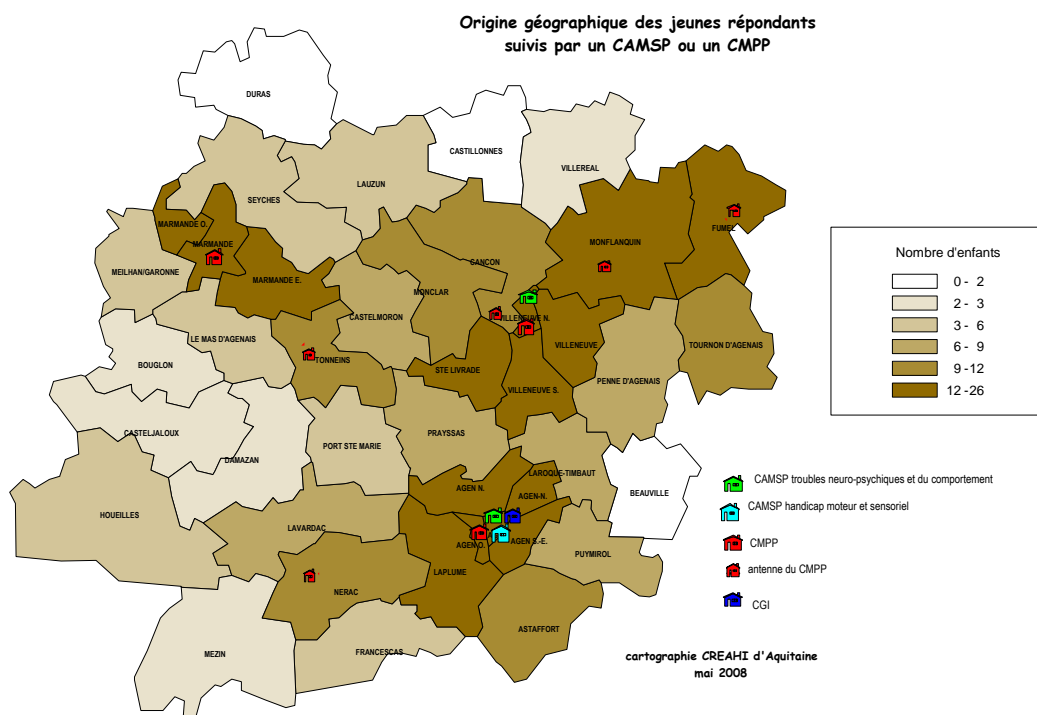 Origine géographique des jeunes répondants
suivis par un CAMSP ou un CMPP
DURAS
CASTILLONNES
VILLEREAL
LAUZUN
SEYCHES
MARMANDE O.
MARMANDE
MONFLANQUIN
FUMEL
MEILHAN/GARONNE
MARMANDE E.
CANCON
MONCLAR
CASTELMORON
VILLENEUVE N.
LE MAS D'AGENAIS
TONNEINS
VILLENEUVE
TOURNON D'AGENAIS
BOUGLON
STE LIVRADE
VILLENEUVE S.
PENNE D'AGENAIS
CASTELJALOUX
DAMAZAN
PORT STE MARIE
PRAYSSAS
LAROQUE-TIMBAUT
BEAUVILLE
AGEN N.
AGEN-N.
HOUEILLES
LAVARDAC
AGEN O.
AGEN S.-E.
PUYMIROL
LAPLUME
NERAC
ASTAFFORT
MEZIN
FRANCESCAS
Nombre d'enfants
0 - 2
2 - 3
3 - 6
6 - 9
9 -12
12 -26
CAMSP troubles neuro-psychiques et du comportement
CAMSP handicap moteur et sensoriel
CMPP
antenne du CMPP
CGI
cartographie CREAHI d'Aquitaine
mai 2008